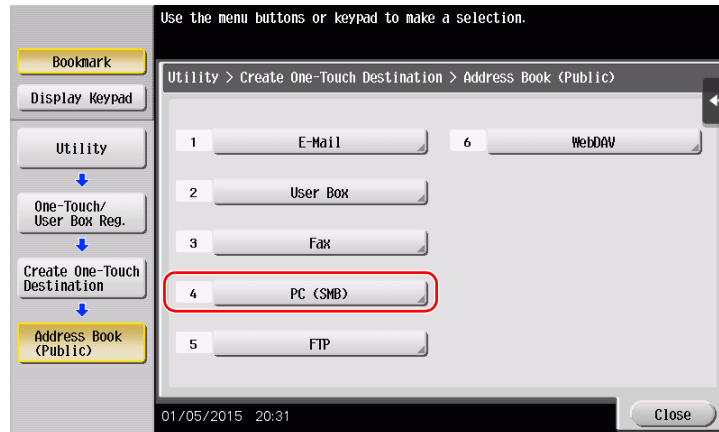 Use the menu buttons or keypad to make a selection.
Bookmark
Display Keypad
Utility
One-Touch/
User Box Reg.
Create One-Touch
Destination
Address Book
(Public)
Utility > Create One-Touch Destination > Address Book (Public)
1 E-Mail
2 User Box
3 Fax
4 PC (SMB)
5 FTP
6 WebDAV
01/05/2015 20:31
Close